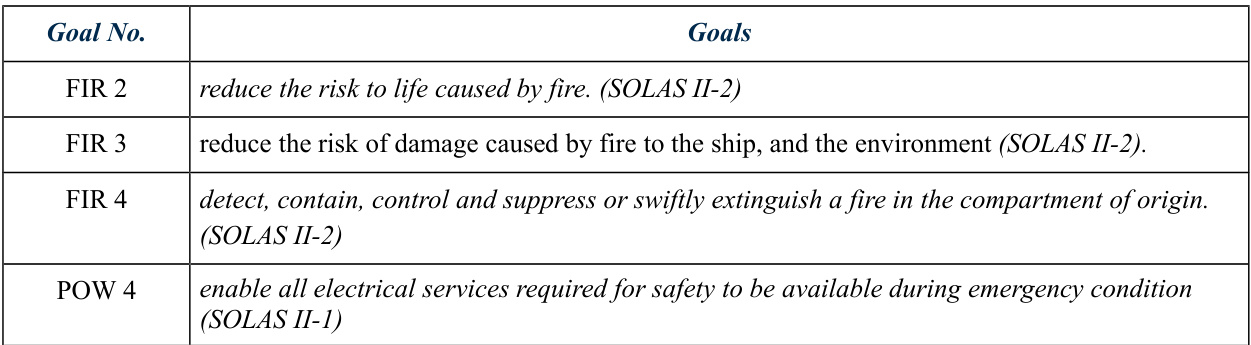 Goal No. Goals
FIR 2 reduce the risk to life caused by fire. (SOLAS II-2)
FIR 3 reduce the risk of damage caused by fire to the ship, and the environment (SOLAS II-2).
FIR 4 detect, contain, control and suppress or swiftly extinguish a fire in the compartment of origin.
(SOLAS II-2)
POW 4 enable all electrical services required for safety to be available during emergency condition
(SOLAS II-1)